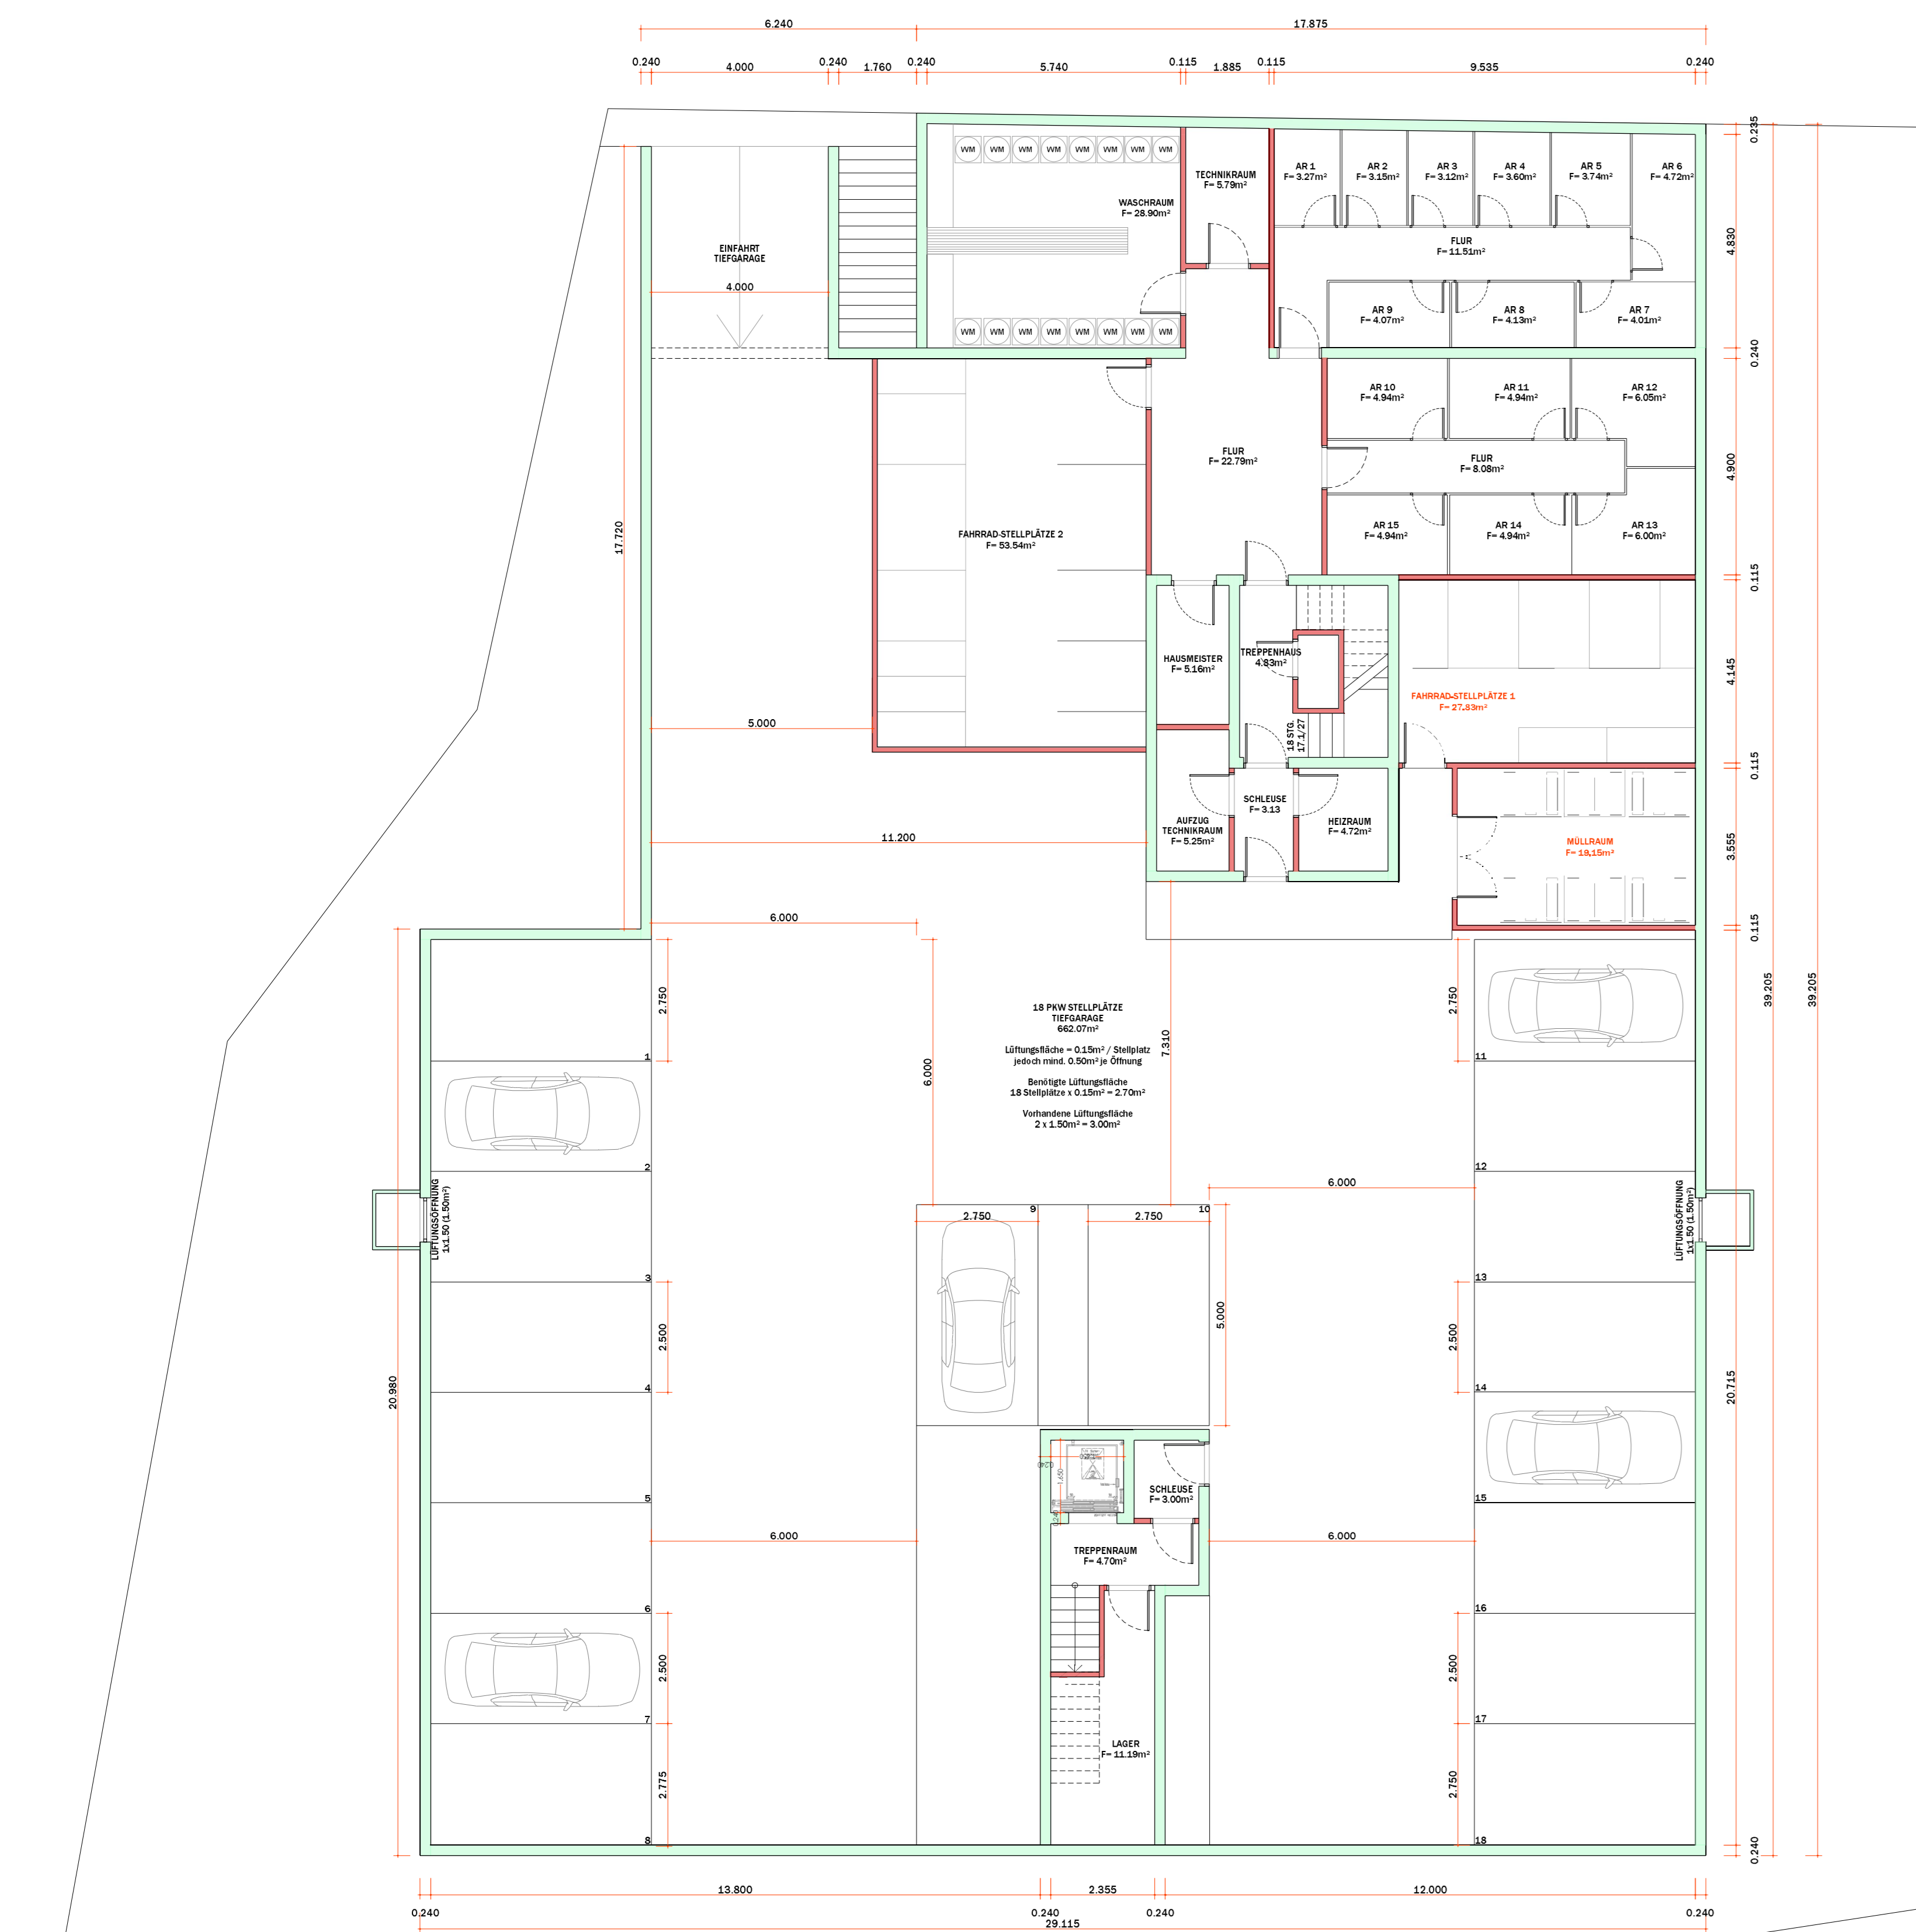 6.240
17.875
0.240
4.000
0.240
1.760
0.240
5.740
0.115
1.885
0.115
9.535
0.240
WM WM WM WM WM WM WM WM
TECHNIKRAUM
F= 5.79m²
AR 1
F= 3.27m²
AR 2
F= 3.15m²
AR 3
F= 3.12m²
AR 4
F= 3.60m²
AR 5
F= 3.74m²
AR 6
F= 4.72m²
0.235
WASCHRAUM
F= 28.90m²
EINFAHRT
TIEFGARAGE
4.000
FLUR
F= 11.51m²
4.830
WM WM WM WM WM WM WM WM
AR 9
F= 4.07m²
AR 8
F= 4.13m²
AR 7
F= 4.01m²
0.240
AR 10
F= 4.94m²
AR 11
F= 4.94m²
AR 12
F= 6.05m²
FLUR
F= 22.79m²
FLUR
F= 8.08m²
4.900
17.720
FAHRRAD-STELLPLÄTZE 2
F= 53.54m²
AR 15
F= 4.94m²
AR 14
F= 4.94m²
AR 13
F= 6.00m²
0.115
HAUSMEISTER
F= 5.16m²
TREPPENHAUS
4.83m²
4.145
FAHRRAD-STELLPLÄTZE 1
F= 27.83m²
5.000
18 STG.
17.1/27
0.115
SCHLEUSE
F= 3.13
AUFZUG
TECHNIKRAUM
F= 5.25m²
HEIZRAUM
F= 4.72m²
11.200
MÜLLRAUM
F= 19.15m²
3.555
0.115
6.000
2.750
2.750
39.205
39.205
18 PKW STELLPLÄTZE
TIEFGARAGE
662.07m²
Lüftungsfläche = 0.15m² / Stellplatz
jedoch mind. 0.50m² je Öffnung
Benötigte Lüftungsfläche
18 Stellplätze x 0.15m² = 2.70m²
Vorhandene Lüftungsfläche
2 x 1.50m² = 3.00m²
7.310
6.000
1
11
2
12
6.000
LÜFTUNGSÖFFNUNG
1x1.50 (1.50m²)
LÜFTUNGSÖFFNUNG
1x1.50 (1.50m²)
9
10
2.750
2.750
3
13
5.000
2.500
2.500
20.980
20.715
4
14
0.240
1.650
0.240
SCHLEUSE
F= 3.00m²
5
15
6.000
6.000
TREPPENRAUM
F= 4.70m²
6
16
2.500
2.500
7
17
LAGER
F= 11.19m²
2.775
2.750
8
18
0.240
13.800
2.355
12.000
0.240
0.240
0.240
0.240
29.115